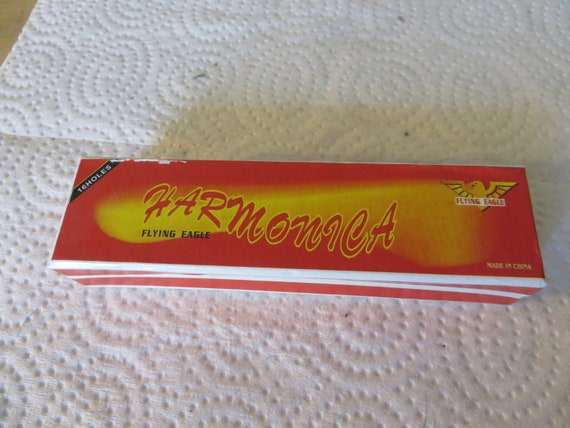 16HOLES
HARMONICA
FLYING EAGLE
FLYING EAGLE
MADE IN CHINA